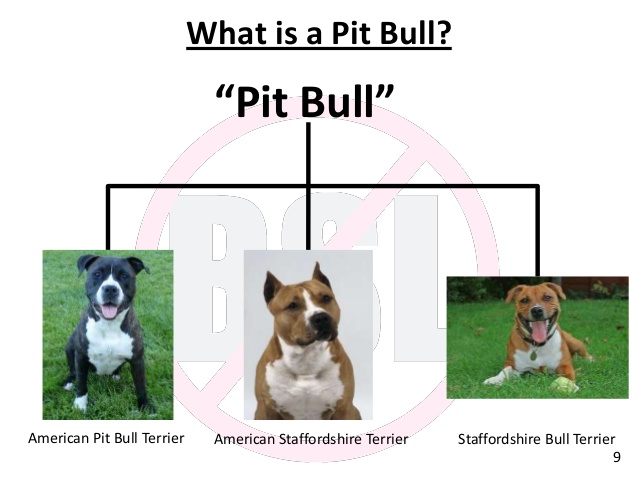 What is a Pit Bull?
“Pit Bull”
BSL
American Pit Bull Terrier
American Staffordshire Terrier
Staffordshire Bull Terrier
9